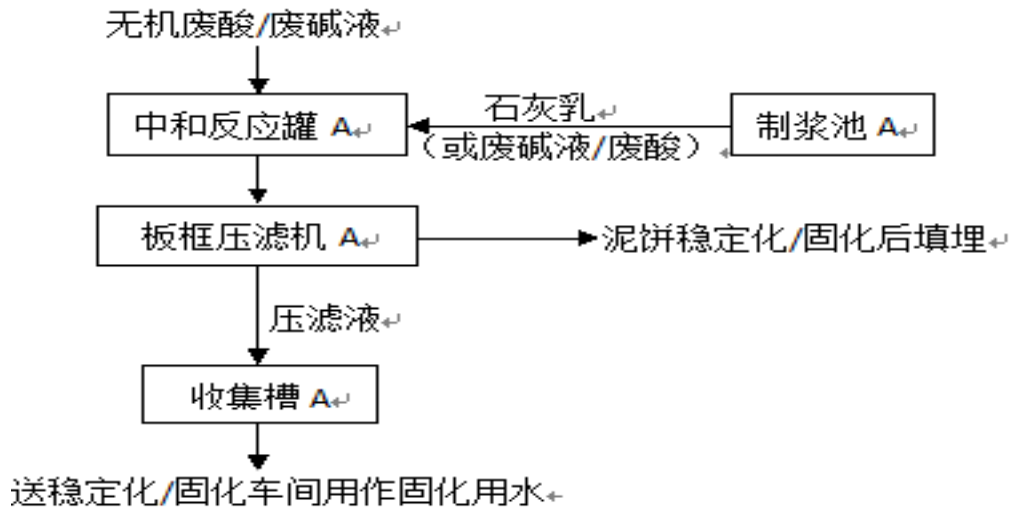 无机废酸/废碱液
中和反应罐 A
石灰乳
（或废碱液/废酸）
制浆池 A
板框压滤机 A
泥饼稳定化/固化后填埋
压滤液
收集槽 A
送稳定化/固化车间用作固化用水